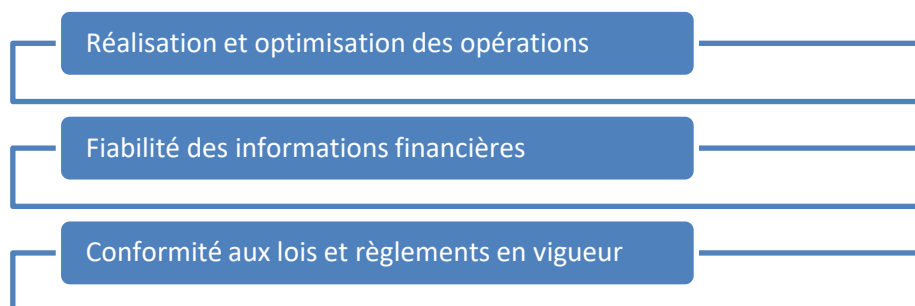 Réalisation et optimisation des opérations
Fiabilité des informations financières
Conformité aux lois et règlements en vigueur